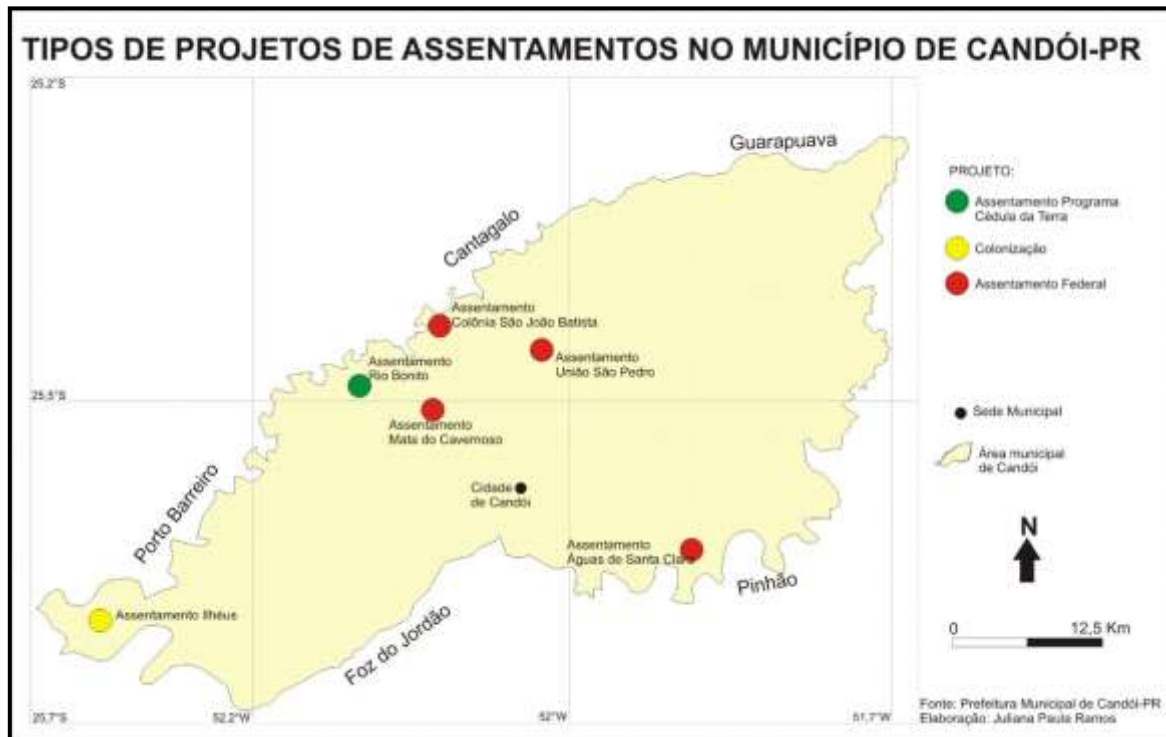 TIPOS DE PROJETOS DE ASSENTAMENTOS NO MUNICÍPIO DE CANDÓI-PR
25,2°S
Guarapuava
PROJETO:
Assentamento Programa
Cédula da Terra
Cantagalo
Colonização
Assentamento Federal
Assentamento
Colônia São João Batista
Assentamento
Rio Bonito
Assentamento
União São Pedro
25,5°S
Assentamento
Mata do Cavernoso
Sede Municipal
Área municipal
de Candói
Cidade
de Candói
Porto Barreiro
Assentamento
Águas de Santa Clara
Pinhão
N
Assentamento Ilhéus
Foz do Jordão
0 12,5 Km
25,7°S
52,2°W
52°W
51,7°W
Fonte: Prefeitura Municipal de Candói-PR
Elaboração: Juliana Paula Ramos